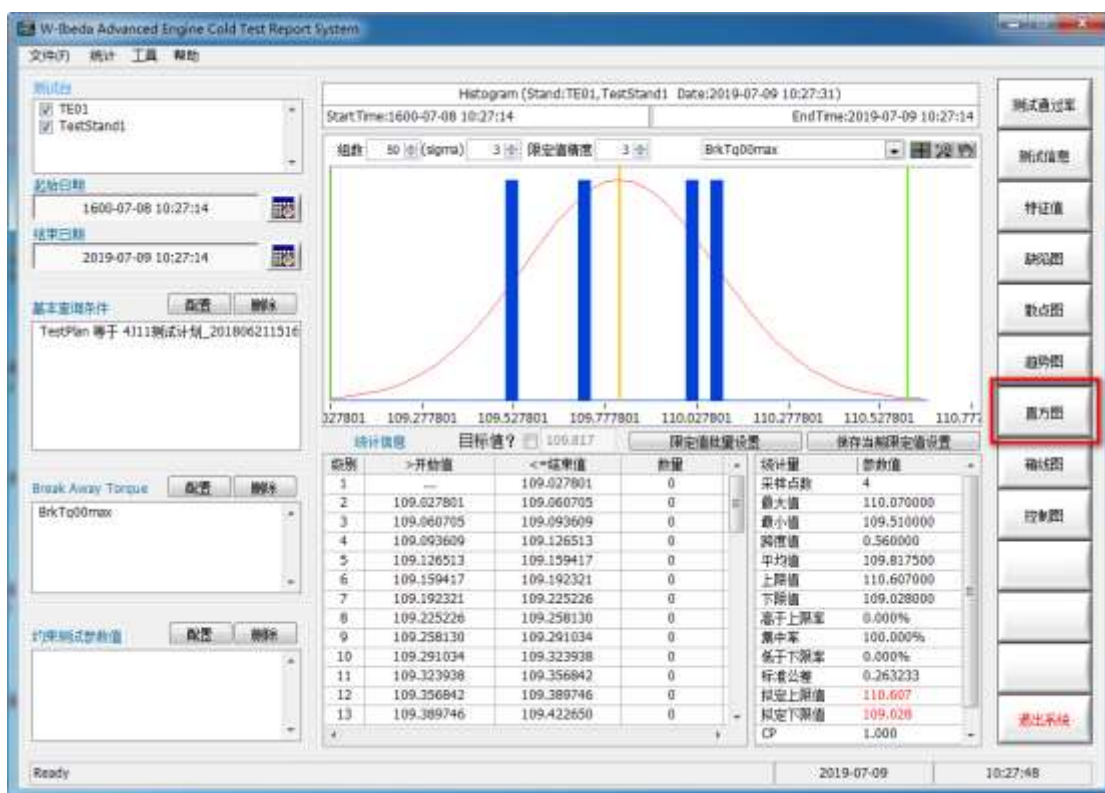 W-Ibeda Advanced Engine Cold Test Report System
文件(F) 统计 工具 帮助
测试台
TE01
TestStand1
起始日期
1600-07-08 10:27:14
结束日期
2019-07-09 10:27:14
基本查询条件 配置 删除
TestPlan 等于 4J11测试计划_201806211516
Break Away Torque 配置 删除
BrkTq00max
约束测试参数值 配置 删除
Histogram (Stand:TE01,TestStand1 Date:2019-07-09 10:27:31)
StartTime:1600-07-08 10:27:14 EndTime:2019-07-09 10:27:14
组数 50 (sigma) 3 限定值精度 3 BrkTq00max
327801 109.277801 109.527801 109.777801 110.027801 110.277801 110.527801 110.777
统计信息 目标值? 109.817 限定值批量设置 保存当前限定值设置
级别 >开始值 <=结束值 数量
1 --- 109.027801 0
2 109.027801 109.060705 0
3 109.060705 109.093609 0
4 109.093609 109.126513 0
5 109.126513 109.159417 0
6 109.159417 109.192321 0
7 109.192321 109.225226 0
8 109.225226 109.258130 0
9 109.258130 109.291034 0
10 109.291034 109.323938 0
11 109.323938 109.356842 0
12 109.356842 109.389746 0
13 109.389746 109.422650 0
统计量 参数值
采样点数 4
最大值 110.070000
最小值 109.510000
跨度值 0.560000
平均值 109.817500
上限值 110.607000
下限值 109.028000
高于上限率 0.000%
集中率 100.000%
低于下限率 0.000%
标准公差 0.263233
拟定上限值 110.607
拟定下限值 109.028
CP 1.000
测试通过率
测试信息
特征值
缺陷图
散点图
趋势图
直方图
箱线图
控制图
退出系统
Ready 2019-07-09 10:27:48